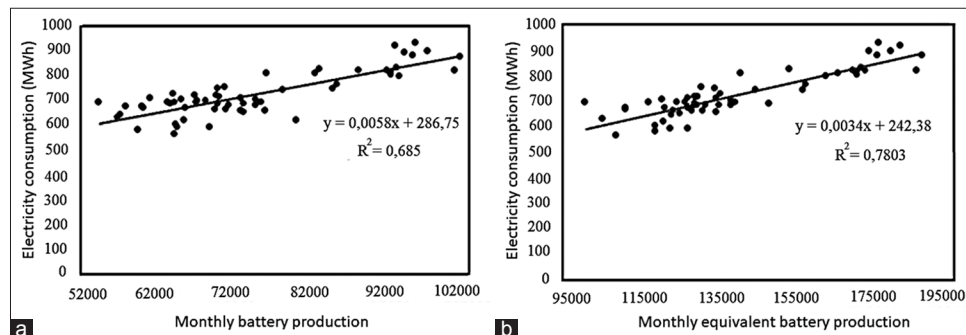 1000
900
800
700
600
500
400
300
200
100
0
Electricity consumption (MWh)
y = 0,0058x + 286,75
R2 = 0,685
52000 62000 72000 82000 92000 102000
Monthly battery production
a
1000
900
800
700
600
500
400
300
200
100
0
Electricity consumption (MWh)
y = 0,0034x + 242,38
R2 = 0,7803
95000 115000 135000 155000 175000 195000
Monthly equivalent battery production
b